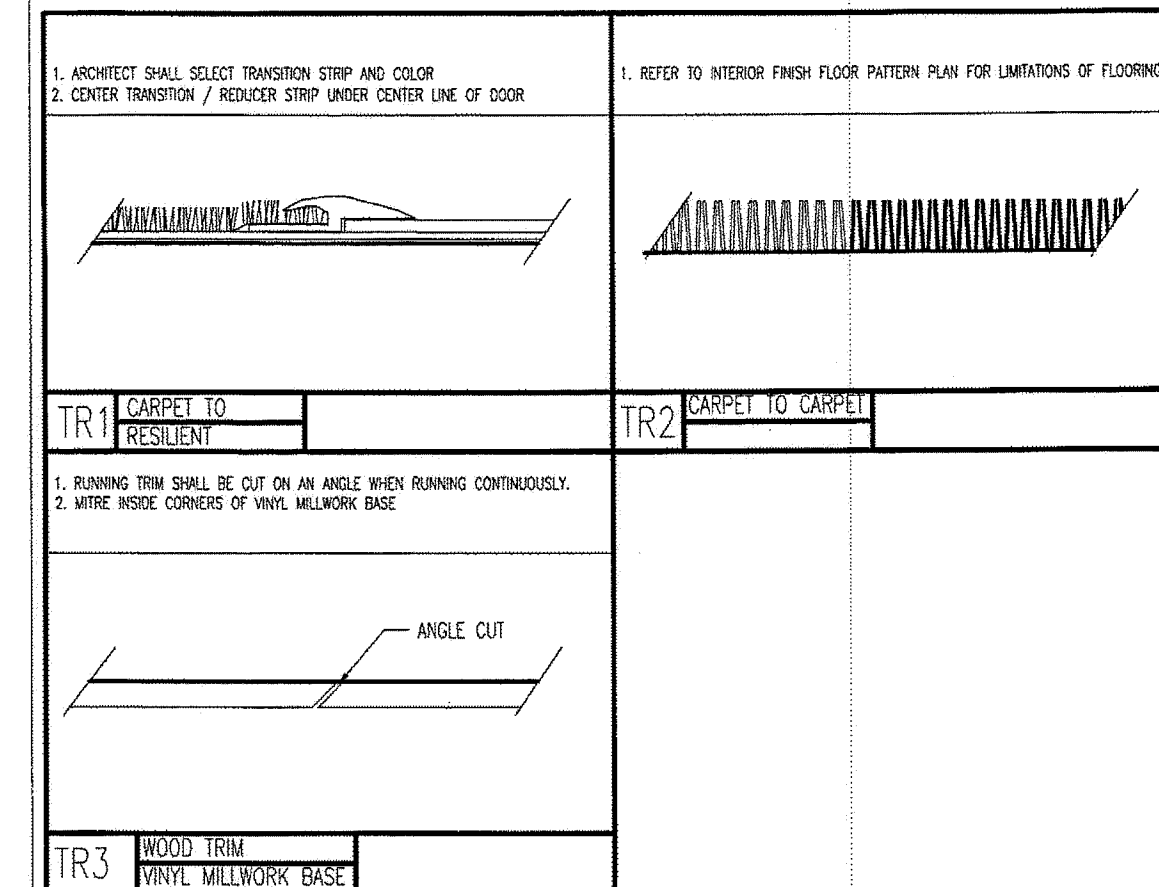 1. ARCHITECT SHALL SELECT TRANSITION STRIP AND COLOR
2. CENTER TRANSITION / REDUCER STRIP UNDER CENTER LINE OF DOOR
TR1
CARPET TO
RESILIENT
1. REFER TO INTERIOR FINISH FLOOR PATTERN PLAN FOR LIMITATIONS OF FLOORING
TR2
CARPET TO CARPET
1. RUNNING TRIM SHALL BE CUT ON AN ANGLE WHEN RUNNING CONTINUOUSLY.
2. MITRE INSIDE CORNERS OF VINYL MILLWORK BASE
ANGLE CUT
TR3
WOOD TRIM
VINYL MILLWORK BASE